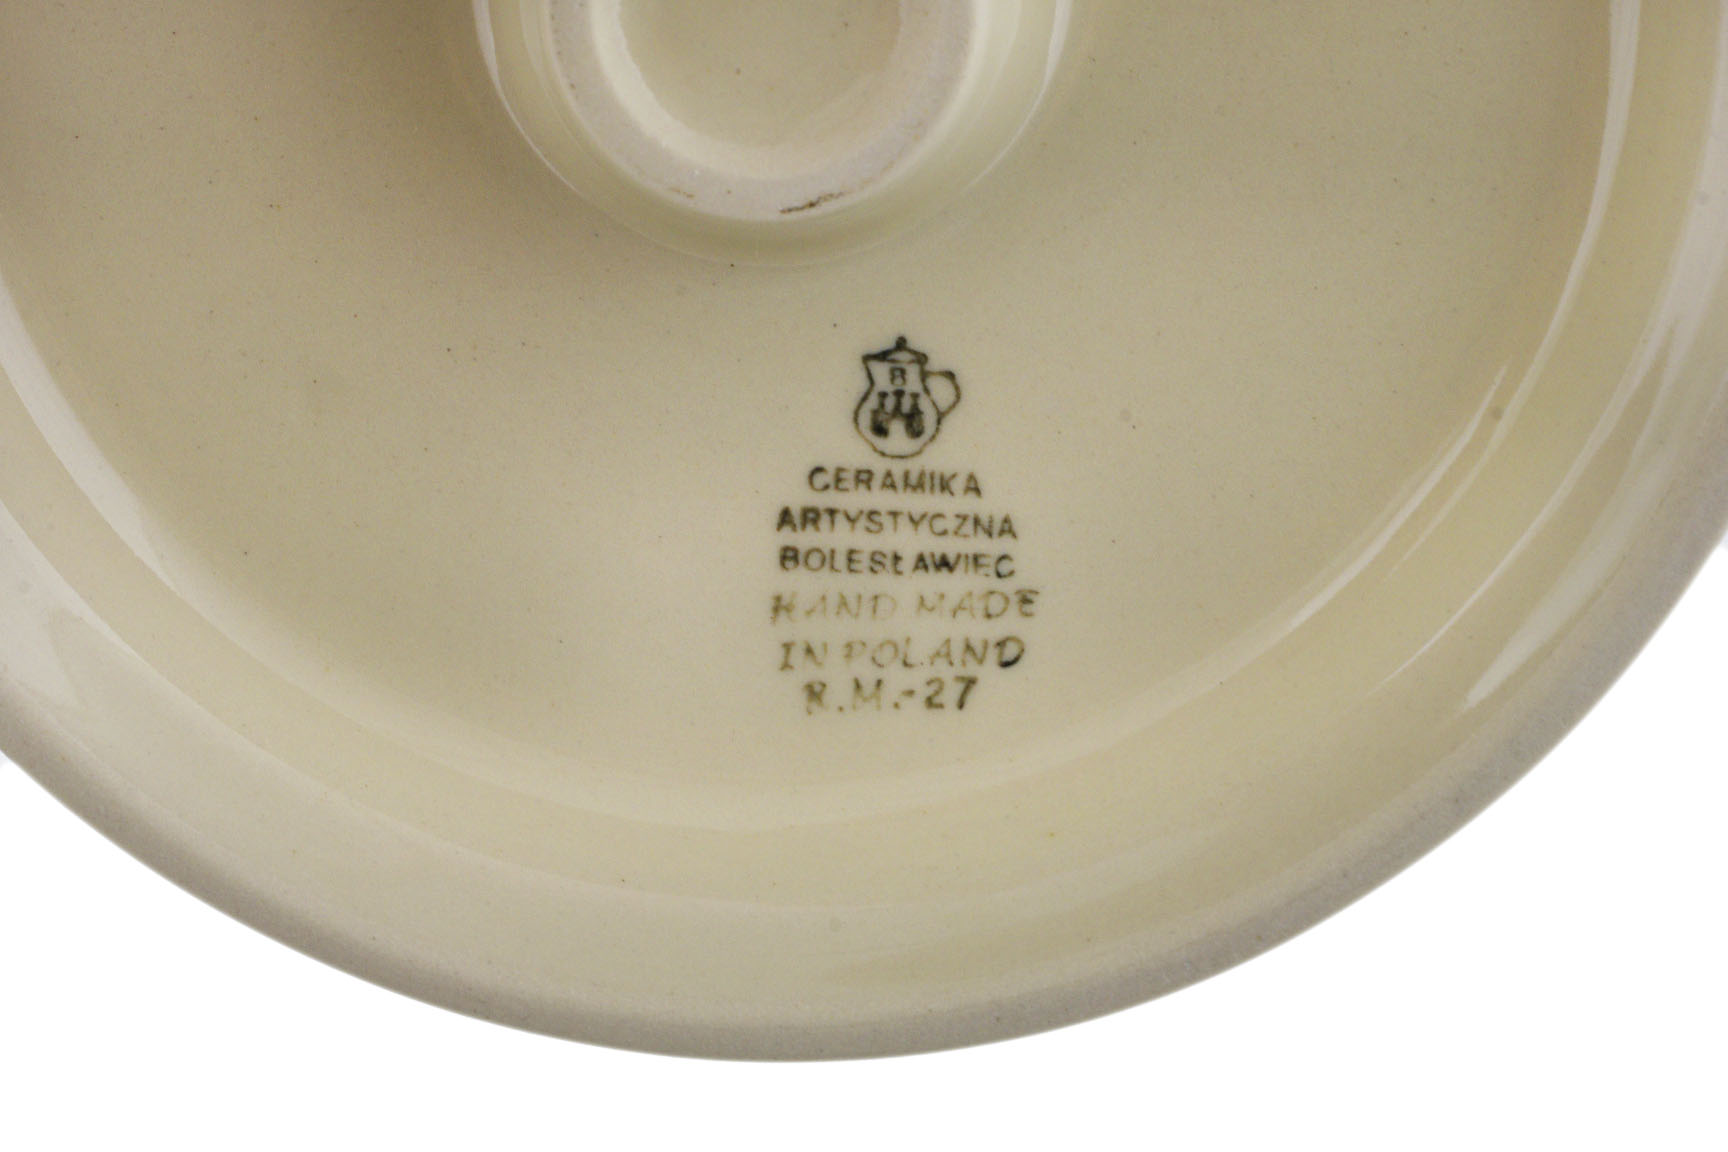 B
CERAMIKA
ARTYSTYCZNA
BOLESŁAWIEC
HAND MADE
IN POLAND
R.M.-27